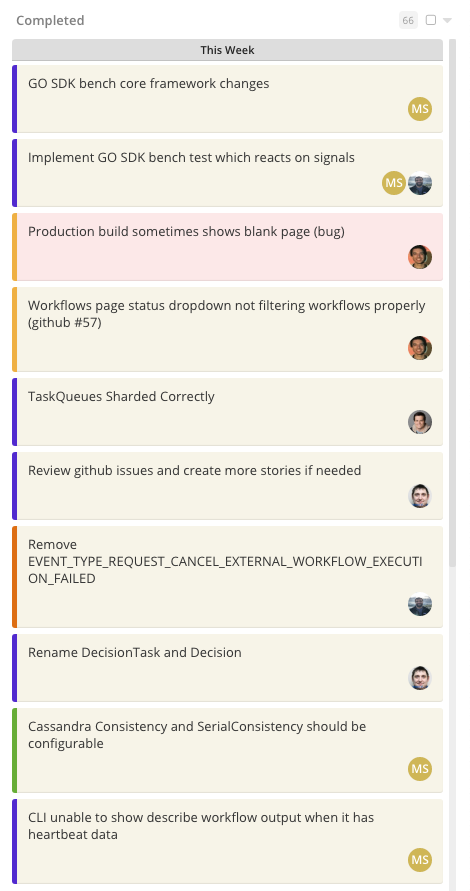 Completed
66
This Week
GO SDK bench core framework changes
MS
Implement GO SDK bench test which reacts on signals
MS
Production build sometimes shows blank page (bug)
Workflows page status dropdown not filtering workflows properly
(github #57)
TaskQueues Sharded Correctly
Review github issues and create more stories if needed
Remove
EVENT_TYPE_REQUEST_CANCEL_EXTERNAL_WORKFLOW_EXECUTI
ON_FAILED
Rename DecisionTask and Decision
Cassandra Consistency and SerialConsistency should be
configurable
MS
CLI unable to show describe workflow output when it has
heartbeat data
MS